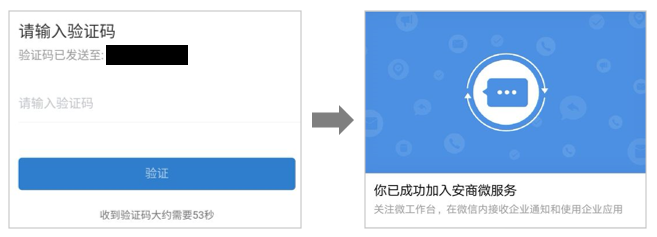 请输入验证码
验证码已发送至:
请输入验证码
验证
收到验证码大约需要53秒
你已成功加入安商微服务
关注微工作台，在微信内接收企业通知和使用企业应用